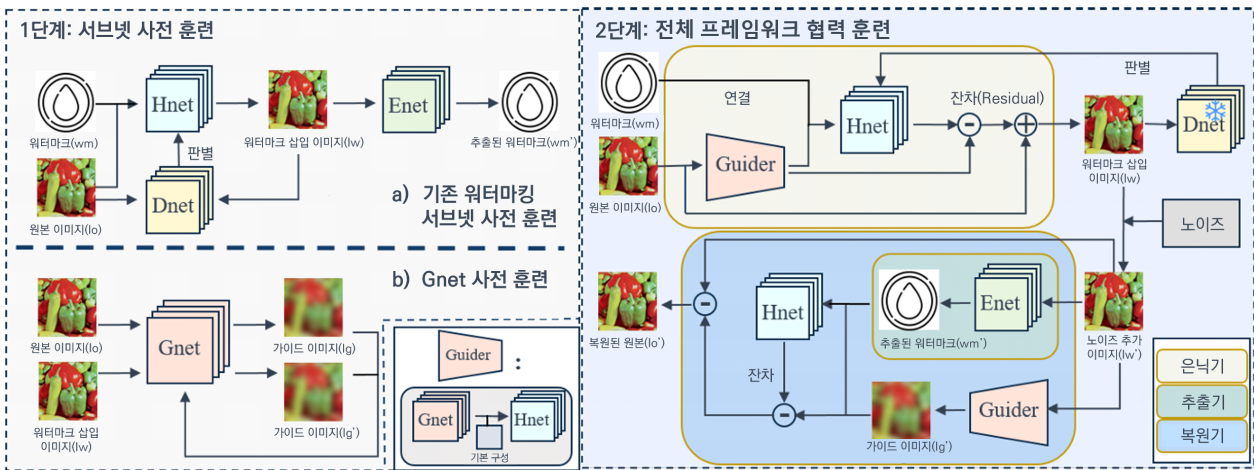 1단계: 서브넷 사전 훈련
워터마크(wm)
Hnet
워터마크 삽입 이미지(Iw)
Enet
추출된 워터마크(wm')
판별
원본 이미지(Io)
Dnet
a) 기존 워터마킹
서브넷 사전 훈련
b) Gnet 사전 훈련
원본 이미지(Io)
Gnet
가이드 이미지(Ig)
워터마크 삽입
이미지(Iw)
가이드 이미지(Ig')
Guider
:
Gnet
Hnet
기본 구성
2단계: 전체 프레임워크 협력 훈련
판별
워터마크(wm)
연결
잔차(Residual)
Hnet
-
+
Dnet
Guider
원본 이미지(Io)
워터마크 삽입
이미지(Iw)
노이즈
복원된 원본(Io')
-
Hnet
추출된 워터마크(wm')
Enet
노이즈 추가
이미지(Iw')
잔차
-
가이드 이미지(Ig')
Guider
은닉기
추출기
복원기